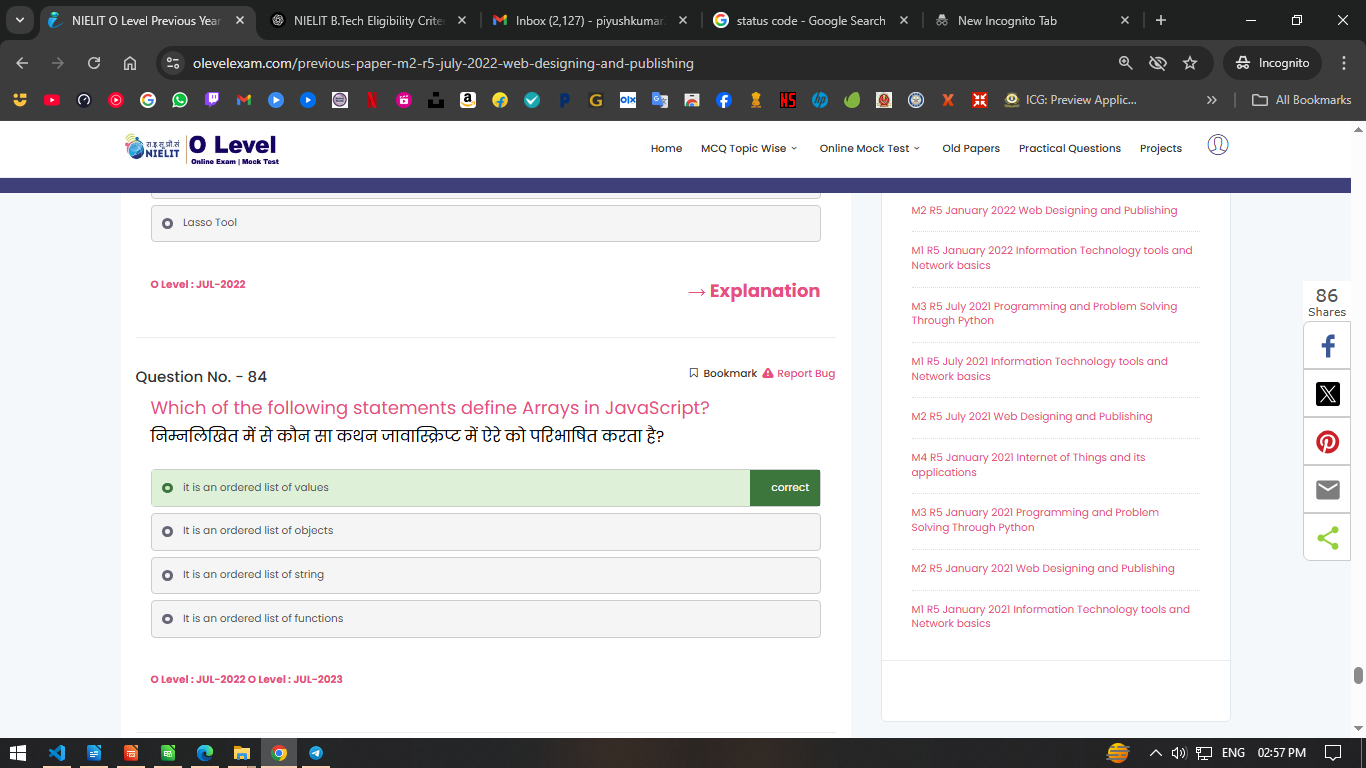 NIELIT O Level Previous Year
NIELIT B.Tech Eligibility Criter
Inbox (2,127) - piyushkumar
status code - Google Search
New Incognito Tab
olevelexam.com/previous-paper-m2-r5-july-2022-web-designing-and-publishing
Incognito
ICG: Preview Applic...
All Bookmarks
रा.इ.सू.प्रौ.सं
NIELIT
O Level
Online Exam | Mock Test
Home
MCQ Topic Wise
Online Mock Test
Old Papers
Practical Questions
Projects
Lasso Tool
O Level : JUL-2022
→ Explanation
Question No. - 84
Bookmark
Report Bug
Which of the following statements define Arrays in JavaScript?
निम्नलिखित में से कौन सा कथन जावास्क्रिप्ट में ऐरे को परिभाषित करता है?
it is an ordered list of values
correct
It is an ordered list of objects
It is an ordered list of string
It is an ordered list of functions
O Level : JUL-2022 O Level : JUL-2023
M2 R5 January 2022 Web Designing and Publishing
M1 R5 January 2022 Information Technology tools and
Network basics
M3 R5 July 2021 Programming and Problem Solving
Through Python
M1 R5 July 2021 Information Technology tools and
Network basics
M2 R5 July 2021 Web Designing and Publishing
M4 R5 January 2021 Internet of Things and its
applications
M3 R5 January 2021 Programming and Problem
Solving Through Python
M2 R5 January 2021 Web Designing and Publishing
M1 R5 January 2021 Information Technology tools and
Network basics
86
Shares
ENG
02:57 PM